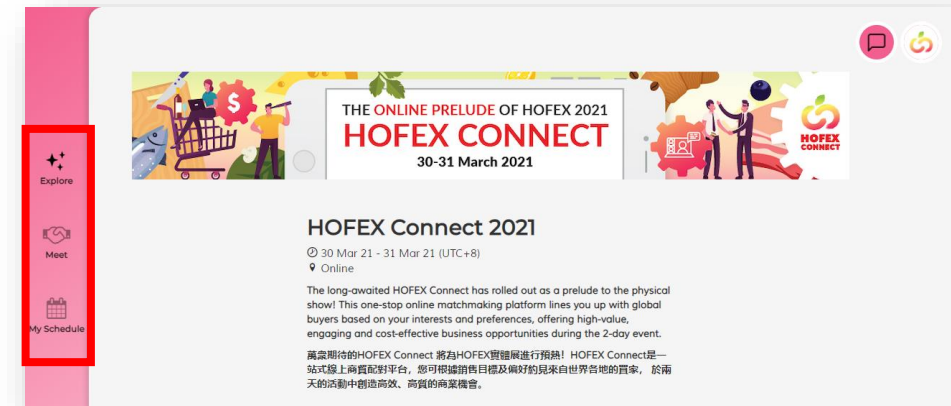 THE ONLINE PRELUDE OF HOFEX 2021
HOFEX CONNECT
30-31 March 2021
$
HOFEX
CONNECT
Explore
Meet
My Schedule
HOFEX Connect 2021
30 Mar 21 - 31 Mar 21 (UTC+8)
Online
The long-awaited HOFEX Connect has rolled out as a prelude to the physical
show! This one-stop online matchmaking platform lines you up with global
buyers based on your interests and preferences, offering high-value,
engaging and cost-effective business opportunities during the 2-day event.
萬衆期待的HOFEX Connect 將為HOFEX實體展進行預熱！HOFEX Connect是一
站式線上商貿配對平台，您可根據銷售目標及偏好約見來自世界各地的買家， 於兩
天的活動中創造高效、高質的商業機會。